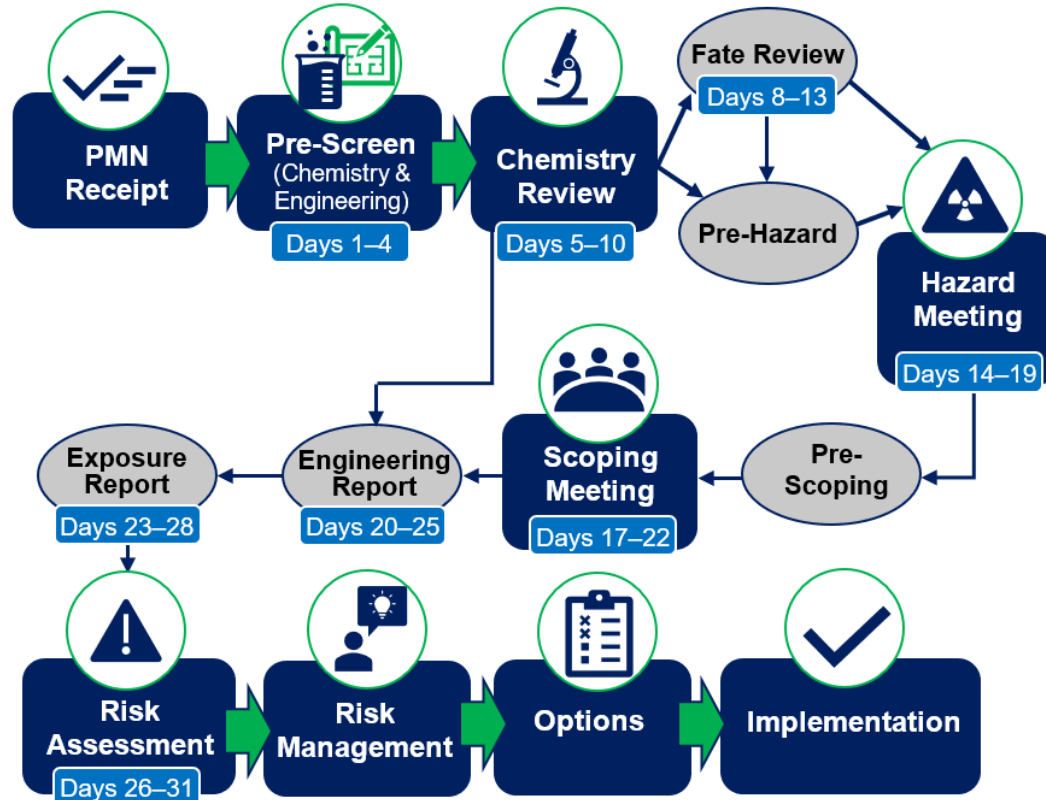 PMN
Receipt
Pre-Screen
(Chemistry &
Engineering)
Days 1–4
Chemistry
Review
Days 5–10
Fate Review
Days 8–13
Pre-Hazard
Hazard
Meeting
Days 14–19
Pre-
Scoping
Scoping
Meeting
Days 17–22
Engineering
Report
Days 20–25
Exposure
Report
Days 23–28
Risk
Assessment
Days 26–31
Risk
Management
Options
Implementation